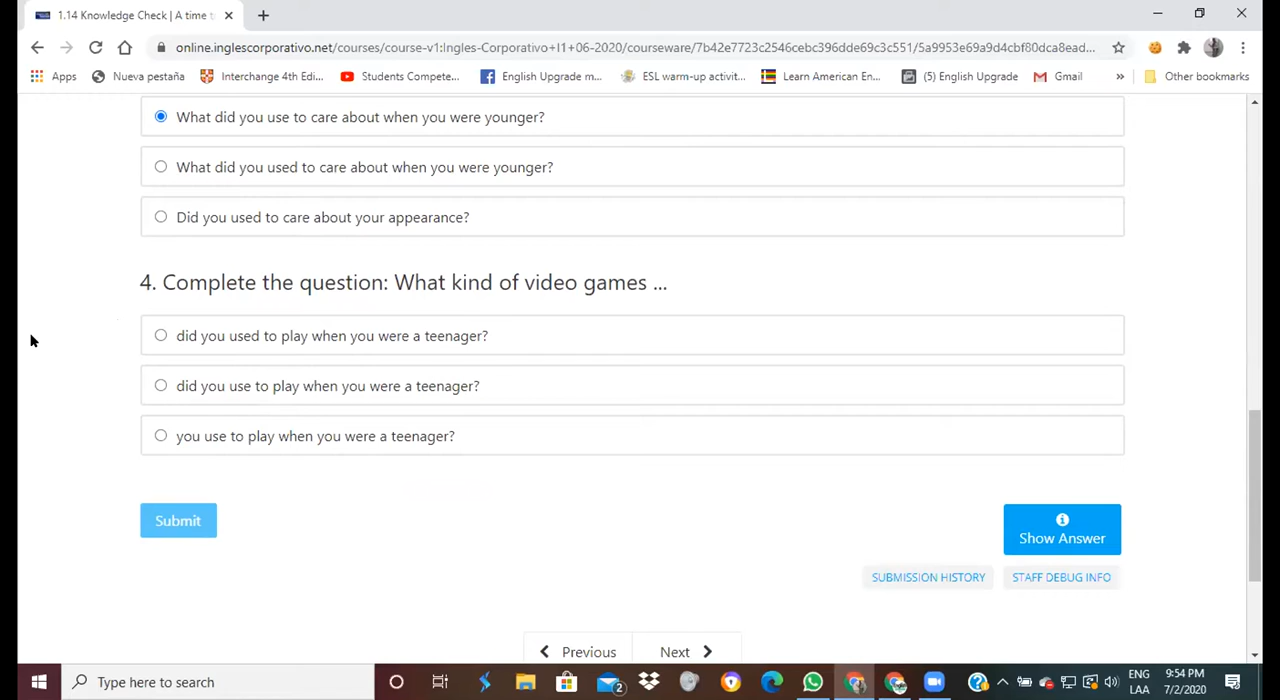 1.14 Knowledge Check | A time t
online.inglescorporativo.net/courses/course-v1:Ingles-Corporativo+I1+06-2020/courseware/7b42e7723c2546cebc396dde69c3c551/5a9953e69a9d4cbf80dca8ead...
Apps Nueva pestaña Interchange 4th Edi... Students Compete... English Upgrade m... ESL warm-up activit... Learn American En... (5) English Upgrade Gmail » Other bookmarks
What did you use to care about when you were younger?
What did you used to care about when you were younger?
Did you used to care about your appearance?
4. Complete the question: What kind of video games ...
did you used to play when you were a teenager?
did you use to play when you were a teenager?
you use to play when you were a teenager?
Submit
Show Answer
SUBMISSION HISTORY STAFF DEBUG INFO
Previous Next
Type here to search
2
ENG 9:54 PM
LAA 7/2/2020